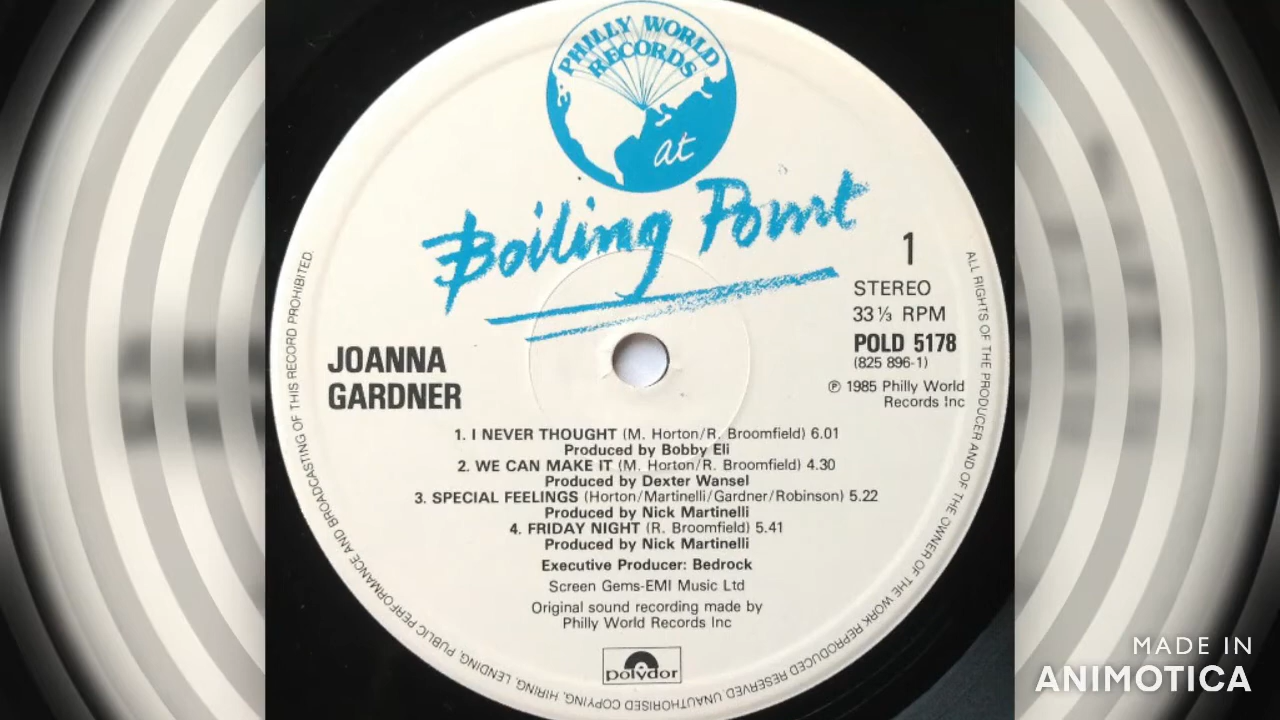 PHILLY WORLD
RECORDS
at
Boiling Point
1
STEREO
33⅓ RPM
POLD 5178
(825 896-1)
℗ 1985 Philly World
Records Inc
JOANNA
GARDNER
1. I NEVER THOUGHT (M. Horton/R. Broomfield) 6.01
Produced by Bobby Eli
2. WE CAN MAKE IT (M. Horton/R. Broomfield) 4.30
Produced by Dexter Wansel
3. SPECIAL FEELINGS (Horton/Martinelli/Gardner/Robinson) 5.22
Produced by Nick Martinelli
4. FRIDAY NIGHT (R. Broomfield) 5.41
Produced by Nick Martinelli
Executive Producer: Bedrock
Screen Gems-EMI Music Ltd
Original sound recording made by
Philly World Records Inc
polydor
ALL RIGHTS OF THE PRODUCER AND OF THE OWNER OF THE WORK REPRODUCED RESERVED. UNAUTHORISED COPYING, HIRING, LENDING, PUBLIC PERFORMANCE AND BROADCASTING OF THIS RECORD PROHIBITED.
MADE IN
ANIMOTICA